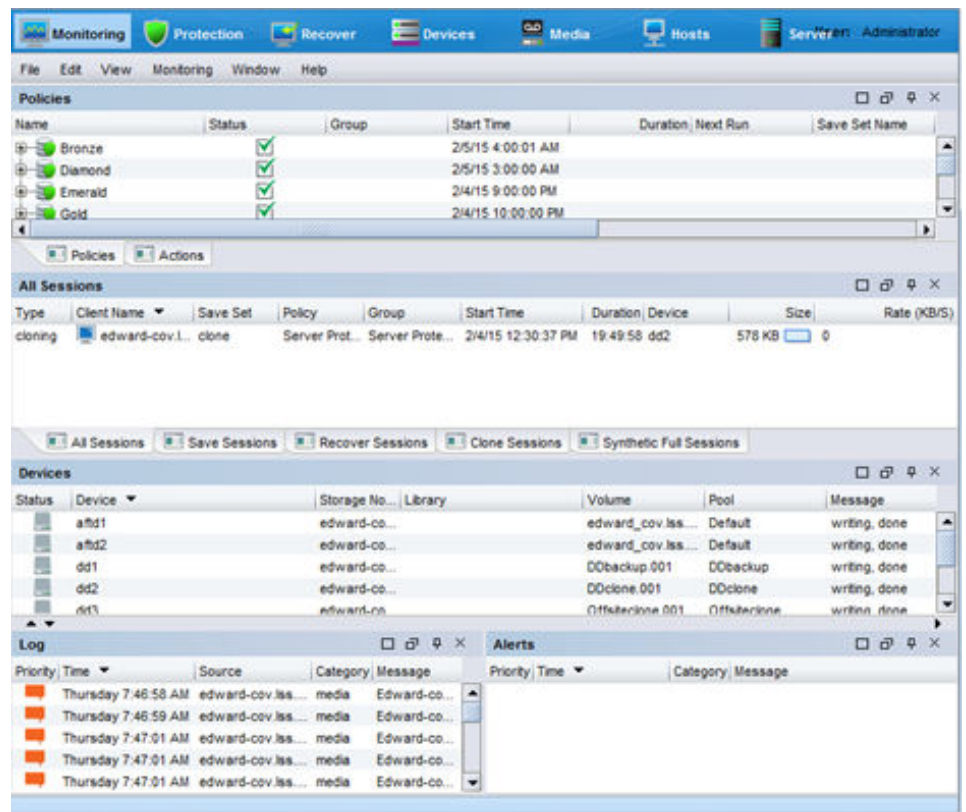 Monitoring Protection Recover Devices Media Hosts Server Administrator
File Edit View Monitoring Window Help
Policies
Name Status Group Start Time Duration Next Run Save Set Name
Bronze 2/5/15 4:00:01 AM
Diamond 2/5/15 3:00:00 AM
Emerald 2/4/15 9:00:00 PM
Gold 2/4/15 10:00:00 PM
Policies Actions
All Sessions
Type Client Name Save Set Policy Group Start Time Duration Device Size Rate (KB/S)
cloning edward-cov.l... clone Server Prot... Server Prote... 2/4/15 12:30:37 PM 19:49:58 dd2 578 KB 0
All Sessions Save Sessions Recover Sessions Clone Sessions Synthetic Full Sessions
Devices
Status Device Storage No... Library Volume Pool Message
aftd1 edward-co... edward_cov.lss.... Default writing, done
aftd2 edward-co... edward_cov.lss.... Default writing, done
dd1 edward-co... DDbackup.001 DDbackup writing, done
dd2 edward-co... DDclone.001 DDclone writing, done
dd3 edward-co Offsiteclone.001 Offsiteclone writing, done
Log
Priority Time Source Category Message
Thursday 7:46:58 AM edward-cov.lss.... media Edward-co...
Thursday 7:46:59 AM edward-cov.lss.... media Edward-co...
Thursday 7:47:01 AM edward-cov.lss.... media Edward-co...
Thursday 7:47:01 AM edward-cov.lss.... media Edward-co...
Thursday 7:47:01 AM edward-cov.lss.... media Edward-co...
Alerts
Priority Time Category Message